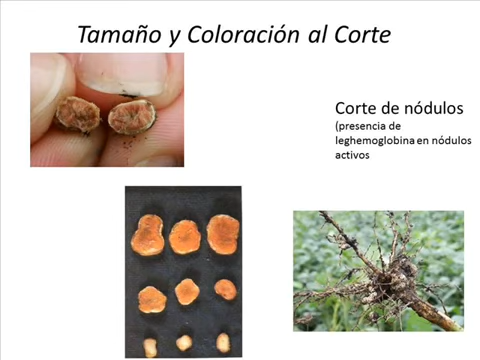 Tamaño y Coloración al Corte
Corte de nódulos
(presencia de
leghemoglobina en nódulos
activos